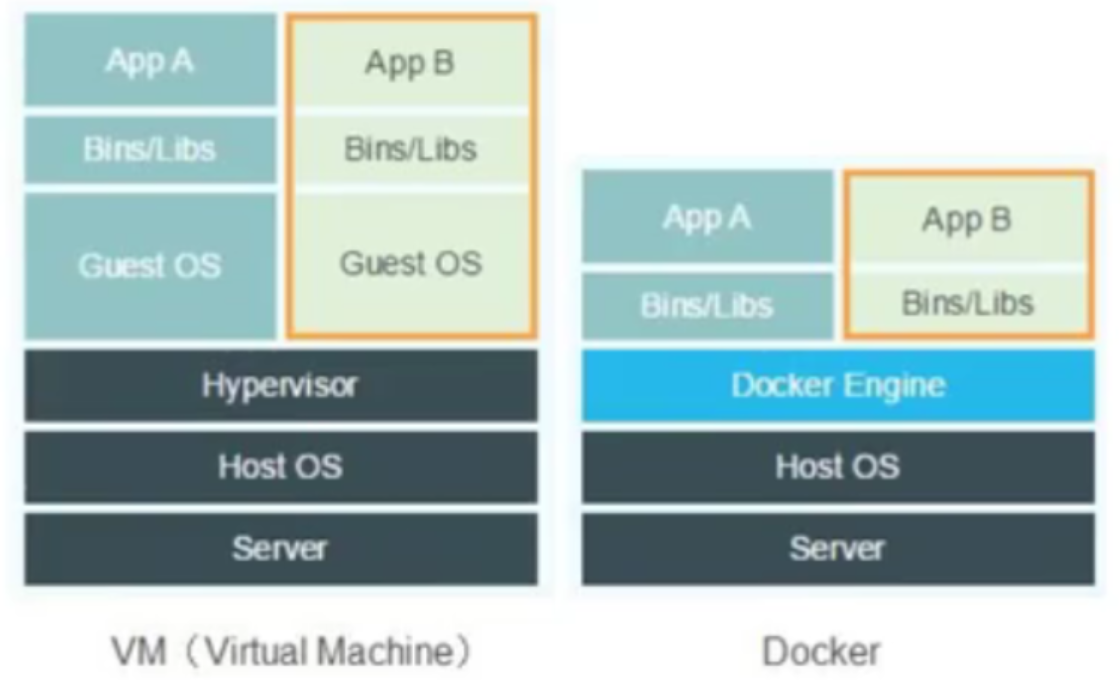 App A
App B
Bins/Libs
Bins/Libs
Guest OS
Guest OS
Hypervisor
Host OS
Server
VM（Virtual Machine）
App A
App B
Bins/Libs
Bins/Libs
Docker Engine
Host OS
Server
Docker